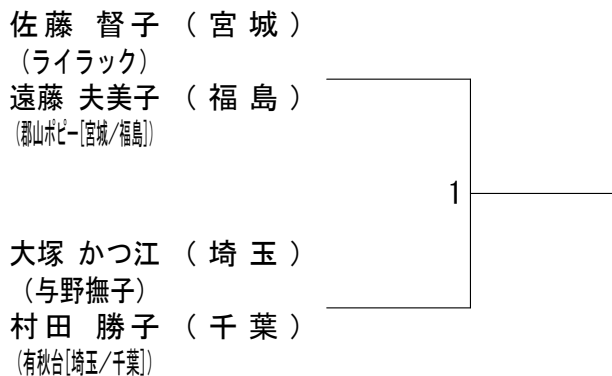 佐藤 督子 （宮城）
（ライラック）
遠藤 夫美子 （福島）
（郡山ポピー[宮城／福島]）
1
大塚 かつ江 （埼玉）
（与野撫子）
村田 勝子 （千葉）
（有秋台[埼玉／千葉]）